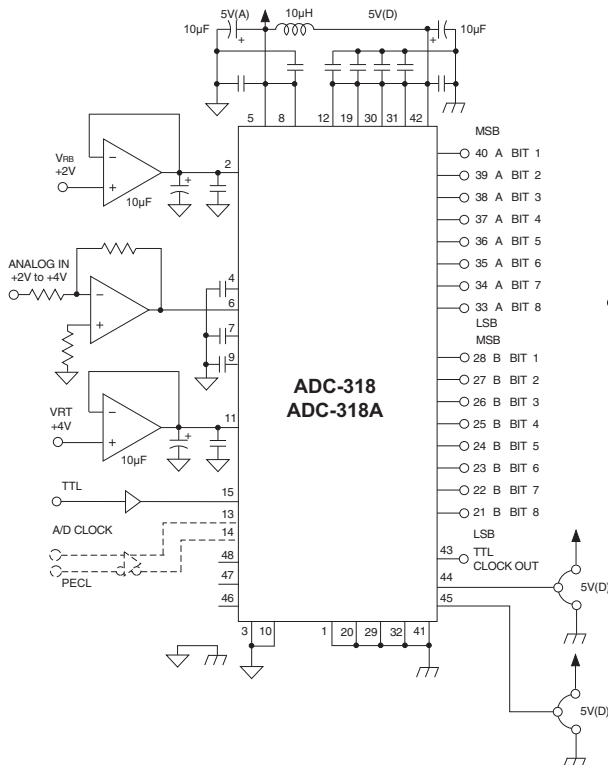 5V(A) 10µH 5V(D)
10µF 10µF
5 8 12 19 30 31 42
MSB
40 A BIT 1
39 A BIT 2
38 A BIT 3
37 A BIT 4
36 A BIT 5
35 A BIT 6
34 A BIT 7
33 A BIT 8
LSB
MSB
28 B BIT 1
27 B BIT 2
26 B BIT 3
25 B BIT 4
24 B BIT 5
23 B BIT 6
22 B BIT 7
21 B BIT 8
LSB
43 TTL
CLOCK OUT
44
45
5V(D)
5V(D)
VRB
+2V
–
+
10µF
+
2
ANALOG IN
+2V to +4V
–
+
4
6
7
9
ADC-318
ADC-318A
VRT
+4V
–
+
10µF
+
11
TTL
15
13
A/D CLOCK
14
PECL
48
47
46
3 10 1 20 29 32 41